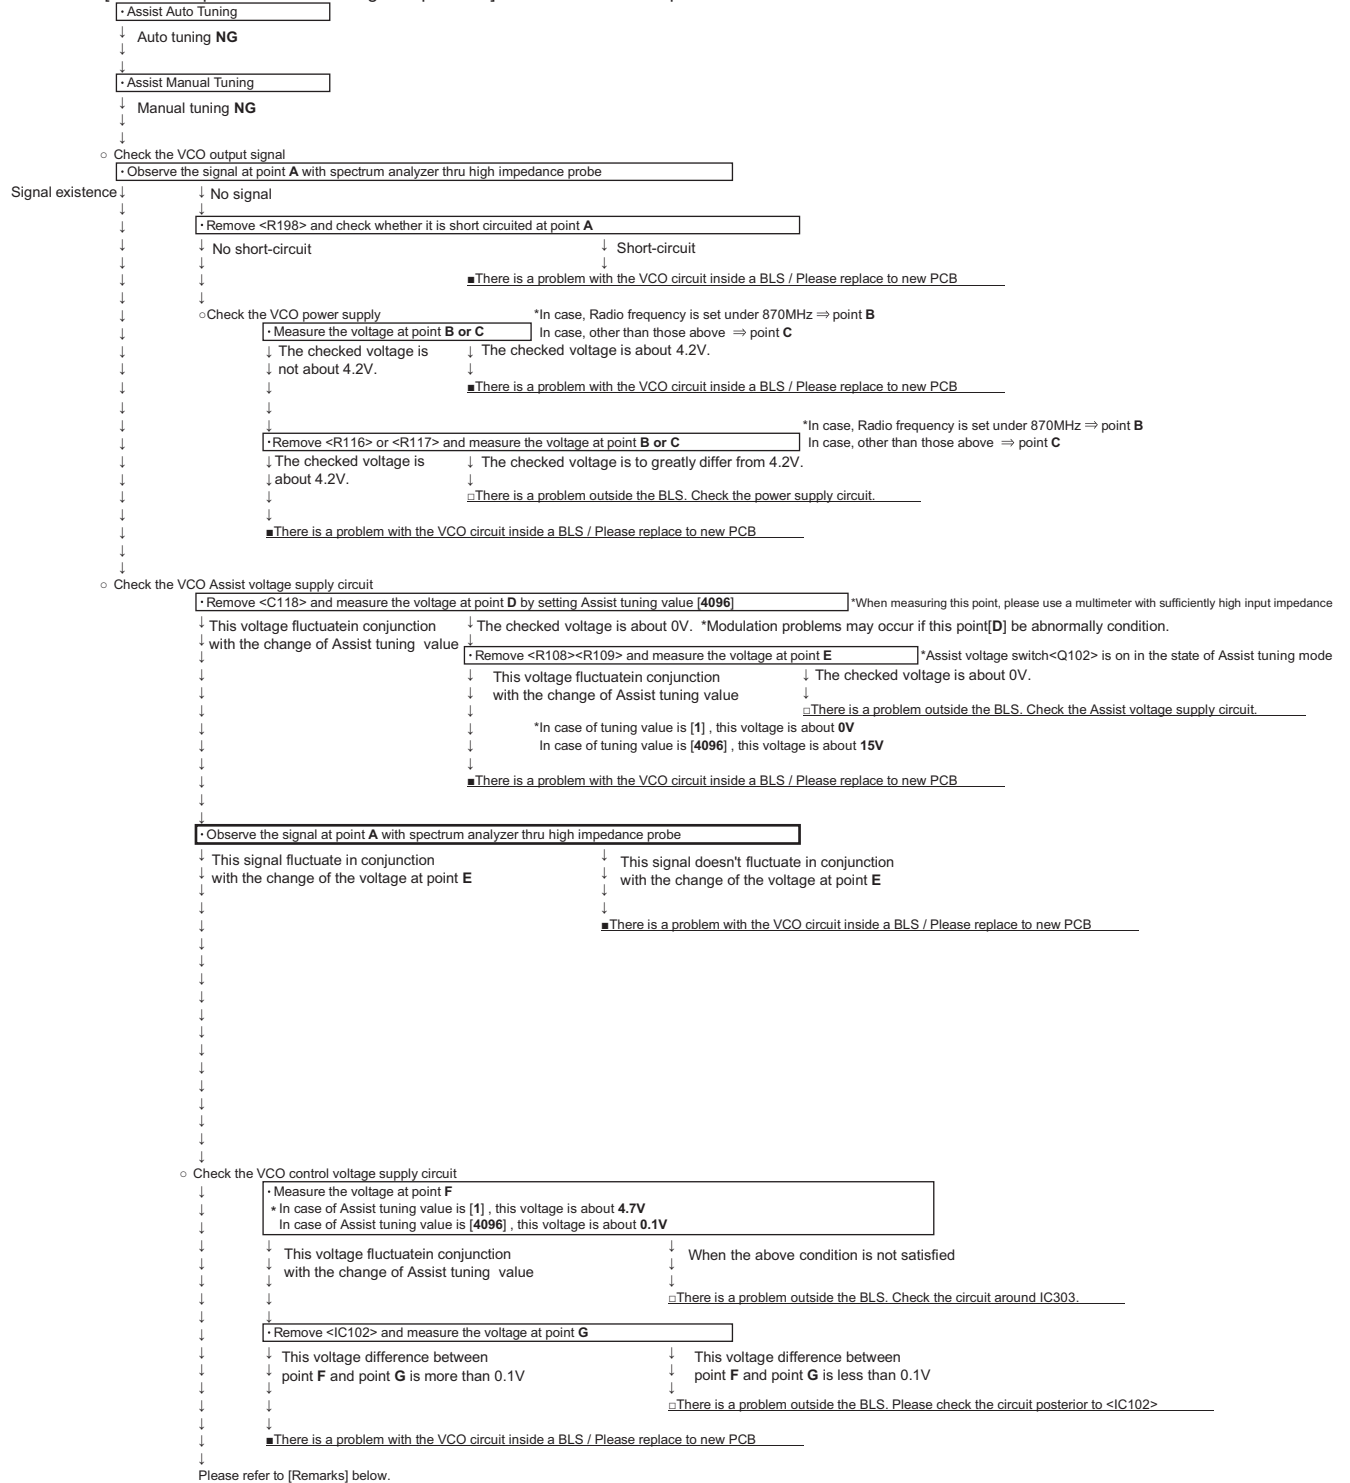 ・Assist Auto Tuning
↓ Auto tuning NG
・Assist Manual Tuning
↓ Manual tuning NG
○ Check the VCO output signal
・Observe the signal at point A with spectrum analyzer thru high impedance probe
Signal existence↓ ↓ No signal
・Remove <R198> and check whether it is short circuited at point A
↓ No short-circuit ↓ Short-circuit
■There is a problem with the VCO circuit inside a BLS / Please replace to new PCB
○Check the VCO power supply *In case, Radio frequency is set under 870MHz ⇒ point B
・Measure the voltage at point B or C In case, other than those above ⇒ point C
↓ The checked voltage is ↓ The checked voltage is about 4.2V.
↓ not about 4.2V.
■There is a problem with the VCO circuit inside a BLS / Please replace to new PCB
*In case, Radio frequency is set under 870MHz ⇒ point B
・Remove <R116> or <R117> and measure the voltage at point B or C In case, other than those above ⇒ point C
↓The checked voltage is ↓ The checked voltage is to greatly differ from 4.2V.
↓about 4.2V.
□There is a problem outside the BLS. Check the power supply circuit.
■There is a problem with the VCO circuit inside a BLS / Please replace to new PCB
○ Check the VCO Assist voltage supply circuit
・Remove <C118> and measure the voltage at point D by setting Assist tuning value [4096] *When measuring this point, please use a multimeter with sufficiently high input impedance
↓This voltage fluctuatein conjunction ↓The checked voltage is about 0V. *Modulation problems may occur if this point[D] be abnormally condition.
↓with the change of Assist tuning value ↓
・Remove <R108><R109> and measure the voltage at point E *Assist voltage switch<Q102> is on in the state of Assist tuning mode
↓ This voltage fluctuatein conjunction ↓ The checked voltage is about 0V.
↓ with the change of Assist tuning value ↓
□There is a problem outside the BLS. Check the Assist voltage supply circuit.
*In case of tuning value is [1] , this voltage is about 0V
In case of tuning value is [4096] , this voltage is about 15V
■There is a problem with the VCO circuit inside a BLS / Please replace to new PCB
・Observe the signal at point A with spectrum analyzer thru high impedance probe
↓ This signal fluctuate in conjunction ↓ This signal doesn't fluctuate in conjunction
↓ with the change of the voltage at point E ↓ with the change of the voltage at point E
■There is a problem with the VCO circuit inside a BLS / Please replace to new PCB
○ Check the VCO control voltage supply circuit
・Measure the voltage at point F
* In case of Assist tuning value is [1] , this voltage is about 4.7V
In case of Assist tuning value is [4096] , this voltage is about 0.1V
↓ This voltage fluctuatein conjunction ↓ When the above condition is not satisfied
↓ with the change of Assist tuning value ↓
□There is a problem outside the BLS. Check the circuit around IC303.
・Remove <IC102> and measure the voltage at point G
↓ This voltage difference between ↓ This voltage difference between
↓ point F and point G is more than 0.1V ↓ point F and point G is less than 0.1V
□There is a problem outside the BLS. Please check the circuit posterior to <IC102>
■There is a problem with the VCO circuit inside a BLS / Please replace to new PCB
Please refer to [Remarks] below.